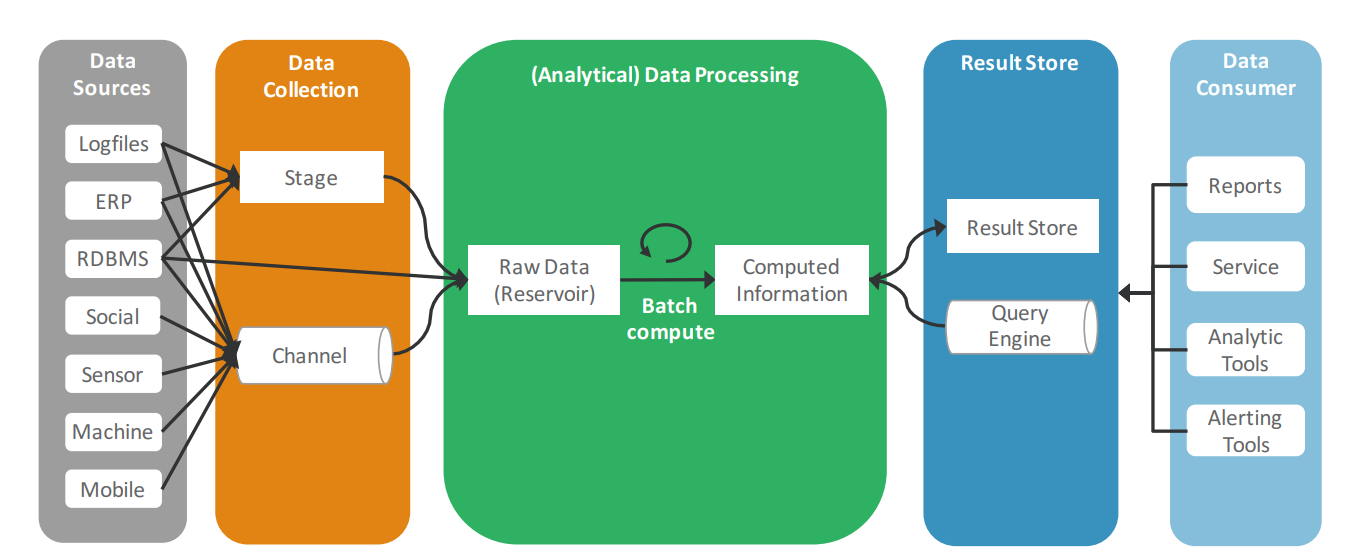 Data
Sources
Logfiles
ERP
RDBMS
Social
Sensor
Machine
Mobile
Data
Collection
Stage
Channel
(Analytical) Data Processing
Raw Data
(Reservoir)
Batch
compute
Computed
Information
Result Store
Result Store
Query
Engine
Data
Consumer
Reports
Service
Analytic
Tools
Alerting
Tools